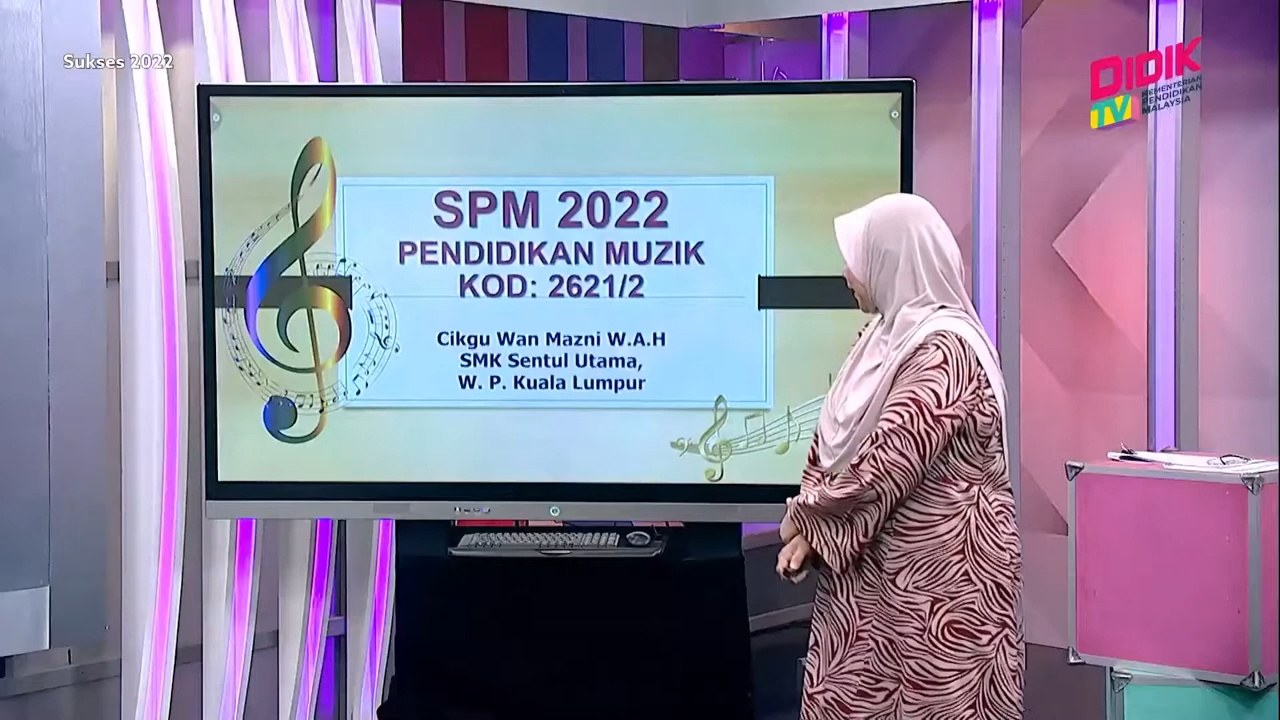 Sukses 2022
DIDIK
TV
KEMENTERIAN
PENDIDIKAN
MALAYSIA
SPM 2022
PENDIDIKAN MUZIK
KOD: 2621/2
Cikgu Wan Mazni W.A.H
SMK Sentul Utama,
W. P. Kuala Lumpur